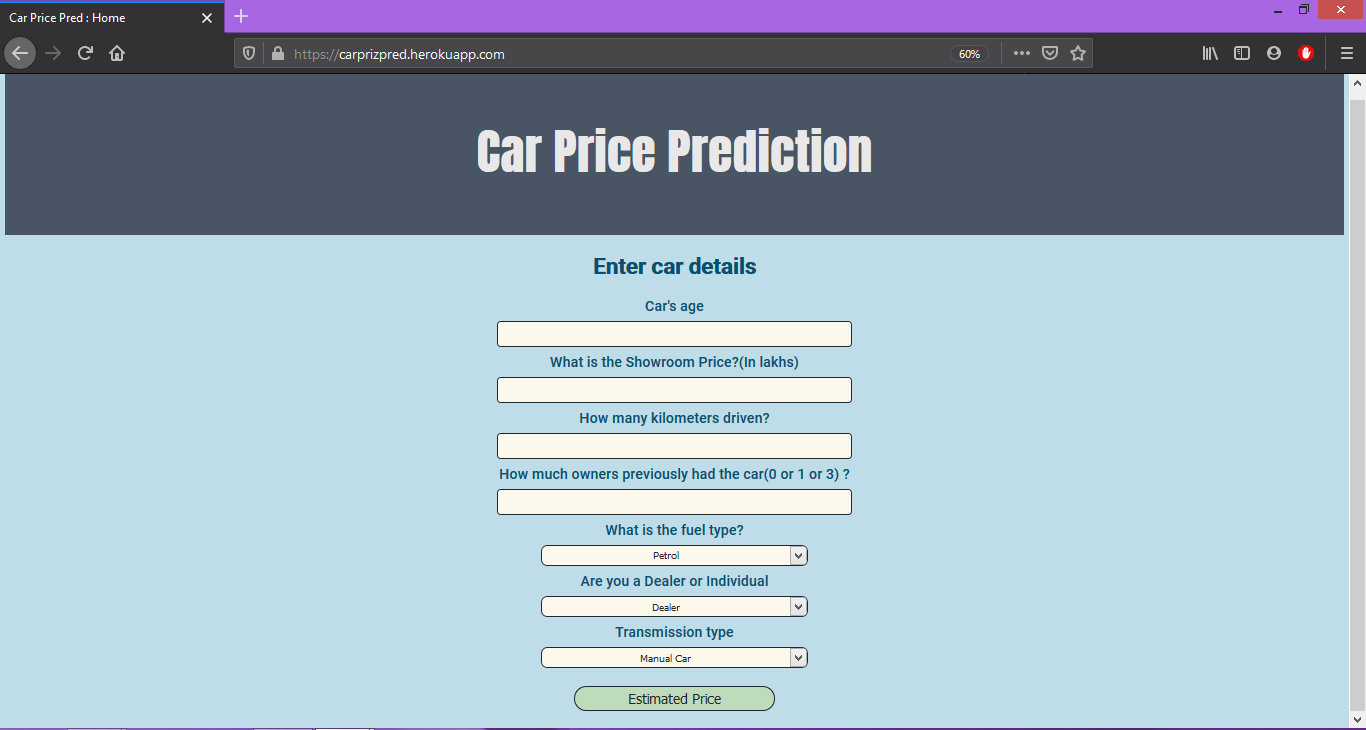 Car Price Pred : Home
https://carprizpred.herokuapp.com
60%
Car Price Prediction
Enter car details
Car's age
What is the Showroom Price?(In lakhs)
How many kilometers driven?
How much owners previously had the car(0 or 1 or 3) ?
What is the fuel type?
Petrol
Are you a Dealer or Individual
Dealer
Transmission type
Manual Car
Estimated Price